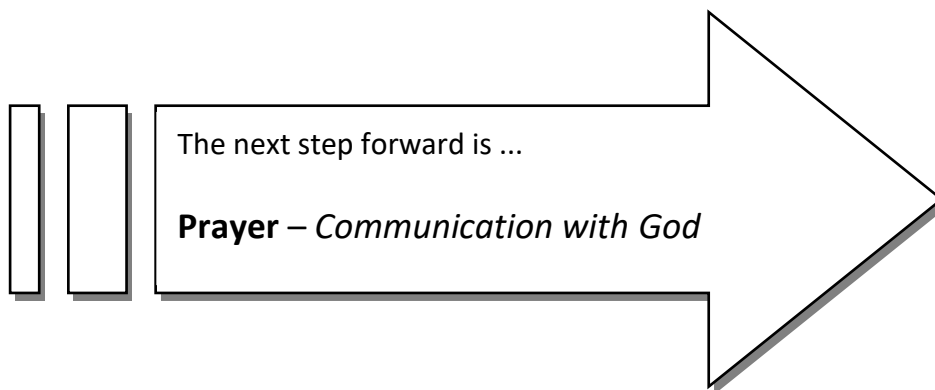 The next step forward is ...
Prayer – Communication with God